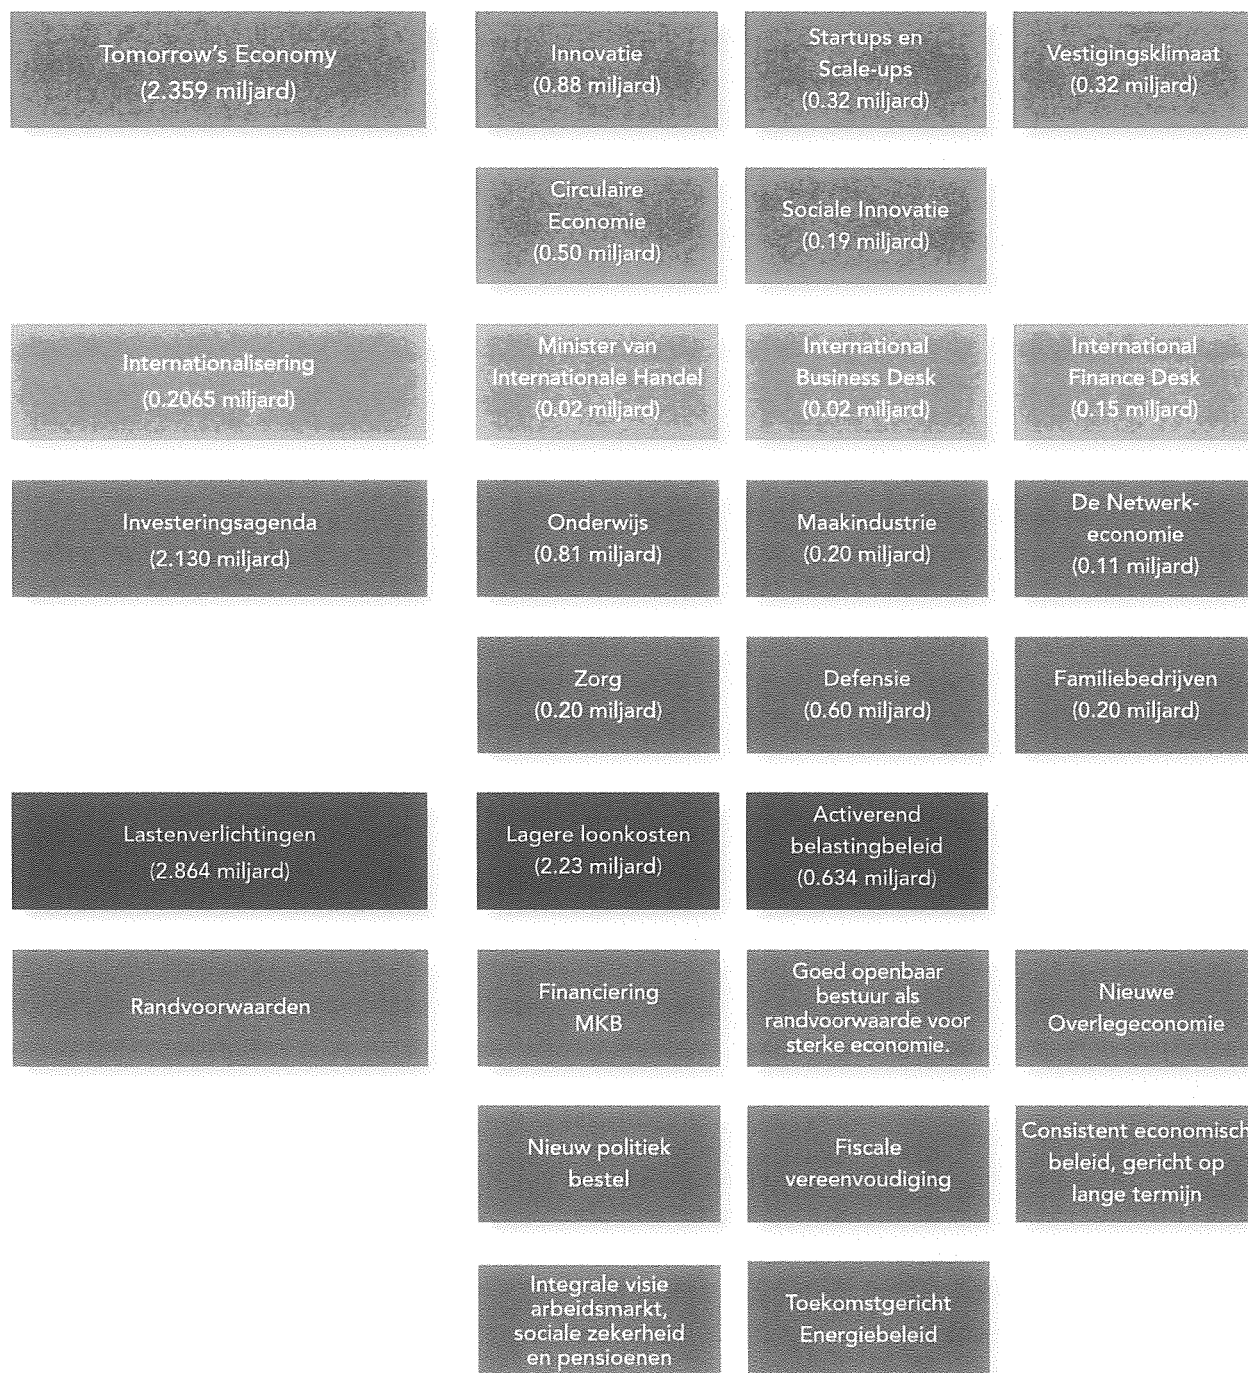 Tomorrow's Economy
(2.359 miljard)
Innovatie
(0.88 miljard)
Startups en
Scale-ups
(0.32 miljard)
Vestigingsklimaat
(0.32 miljard)
Circulaire
Economie
(0.50 miljard)
Sociale Innovatie
(0.19 miljard)
Internationalisering
(0.2065 miljard)
Minister van
Internationale Handel
(0.02 miljard)
International
Business Desk
(0.02 miljard)
International
Finance Desk
(0.15 miljard)
Investeringsagenda
(2.130 miljard)
Onderwijs
(0.81 miljard)
Maakindustrie
(0.20 miljard)
De Netwerk-
economie
(0.11 miljard)
Zorg
(0.20 miljard)
Defensie
(0.60 miljard)
Familiebedrijven
(0.20 miljard)
Lastenverlichtingen
(2.864 miljard)
Lagere loonkosten
(2.23 miljard)
Activerend
belastingbeleid
(0.634 miljard)
Randvoorwaarden
Financiering
MKB
Goed openbaar
bestuur als
randvoorwaarde voor
sterke economie.
Nieuwe
Overlegeconomie
Nieuw politiek
bestel
Fiscale
vereenvoudiging
Consistent economisch
beleid, gericht op
lange termijn
Integrale visie
arbeidsmarkt,
sociale zekerheid
en pensioenen
Toekomstgericht
Energiebeleid